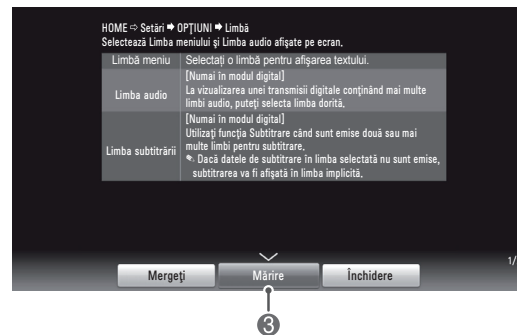 HOME ⇨ Setări ➡ OPŢIUNI ➡ Limbă
Selectează Limba meniului şi Limba audio afişate pe ecran.
Limbă meniu Selectați o limbă pentru afișarea textului.
Limba audio
[Numai în modul digital]
La vizualizarea unei transmisii digitale conţinând mai multe
limbi audio, puteţi selecta limba dorită.
Limba subtitrării
[Numai în modul digital]
Utilizaţi funcţia Subtitrare când sunt emise două sau mai
multe limbi pentru subtitrare.
Dacă datele de subtitrare în limba selectată nu sunt emise,
subtitrarea va fi afişată în limba implicită.
1/
Mergeţi Mărire Închidere
3